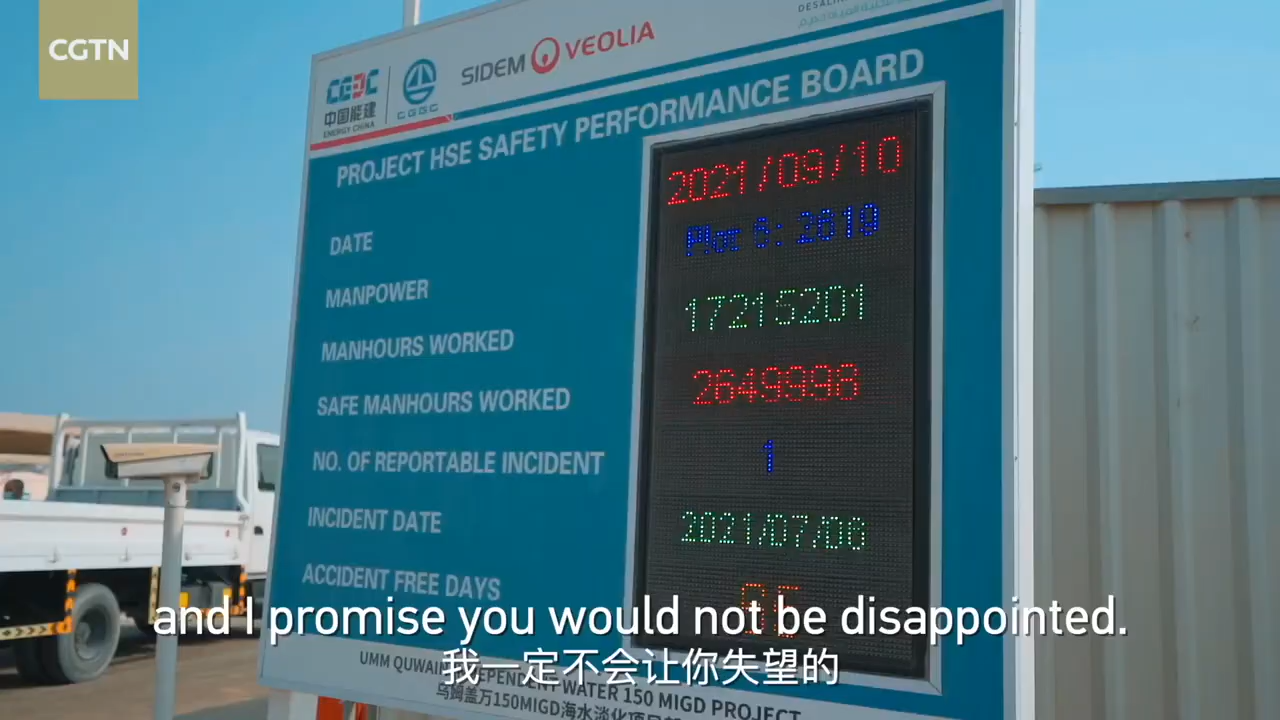 CGTN
中国能建
ENERGY CHINA
CGGC
SIDEM VEOLIA
PROJECT HSE SAFETY PERFORMANCE BOARD
DATE
2021/09/10
MANPOWER
2619
MANHOURS WORKED
17215201
SAFE MANHOURS WORKED
2649998
NO. OF REPORTABLE INCIDENT
1
INCIDENT DATE
2021/07/06
ACCIDENT FREE DAYS
and I promise you would not be disappointed.
我一定不会让你失望的
WATER 150 MIGD PROJECT
乌姆盖万150MIGD海水淡化项目